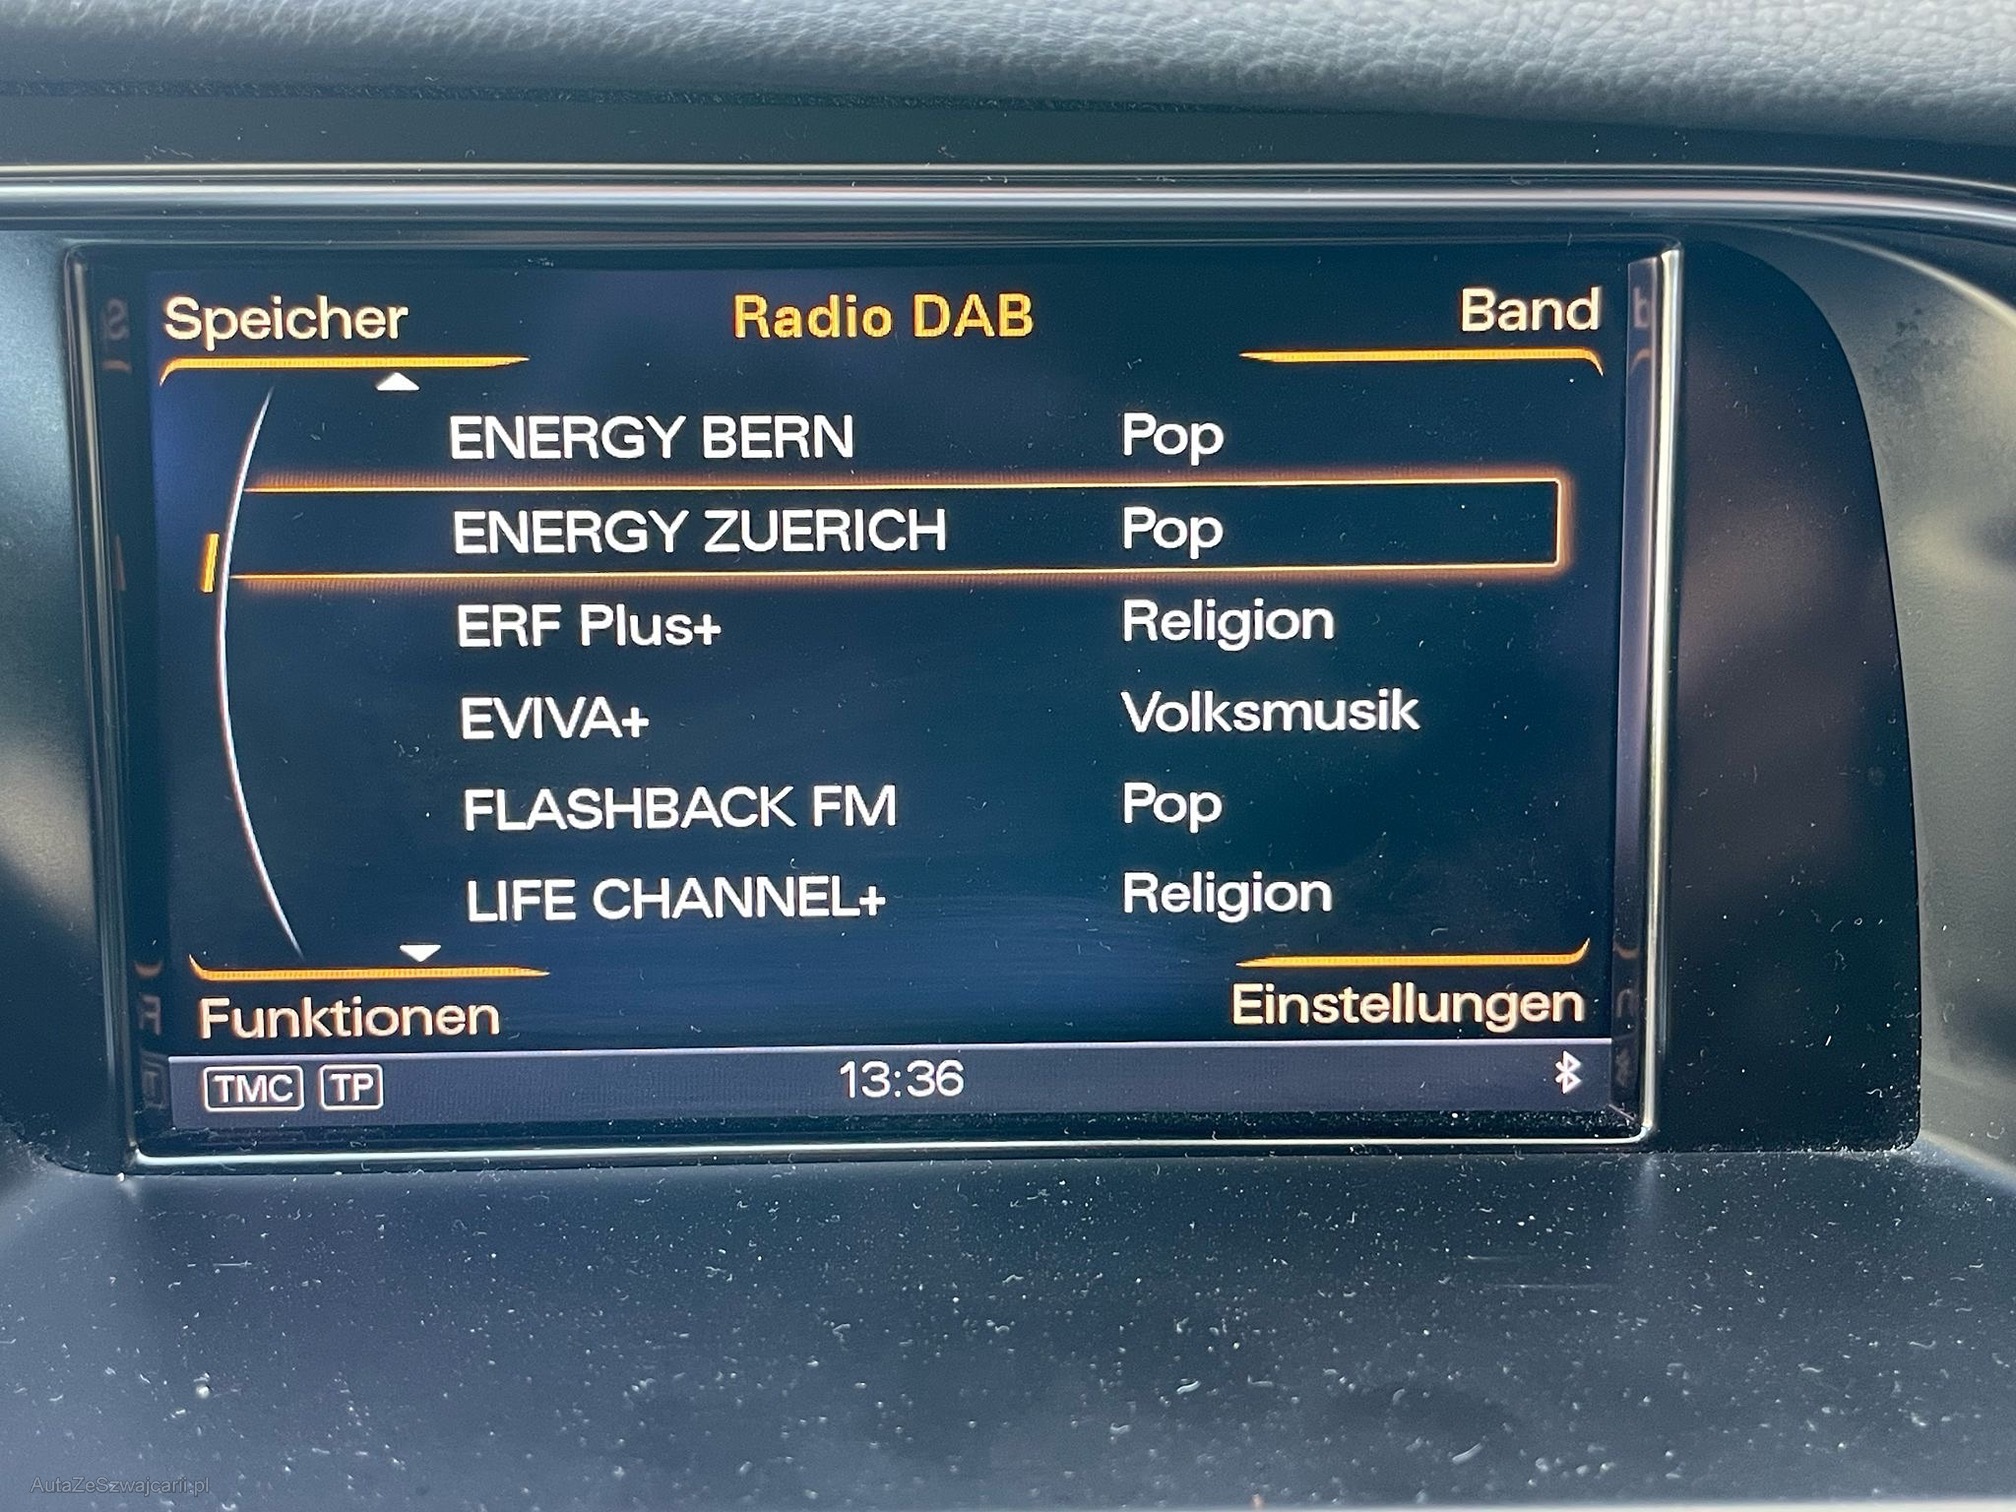 Speicher Radio DAB Band
ENERGY BERN Pop
ENERGY ZUERICH Pop
ERF Plus+ Religion
EVIVA+ Volksmusik
FLASHBACK FM Pop
LIFE CHANNEL+ Religion
Funktionen Einstellungen
TMC TP 13:36
AutaZeSzwajcarii.pl